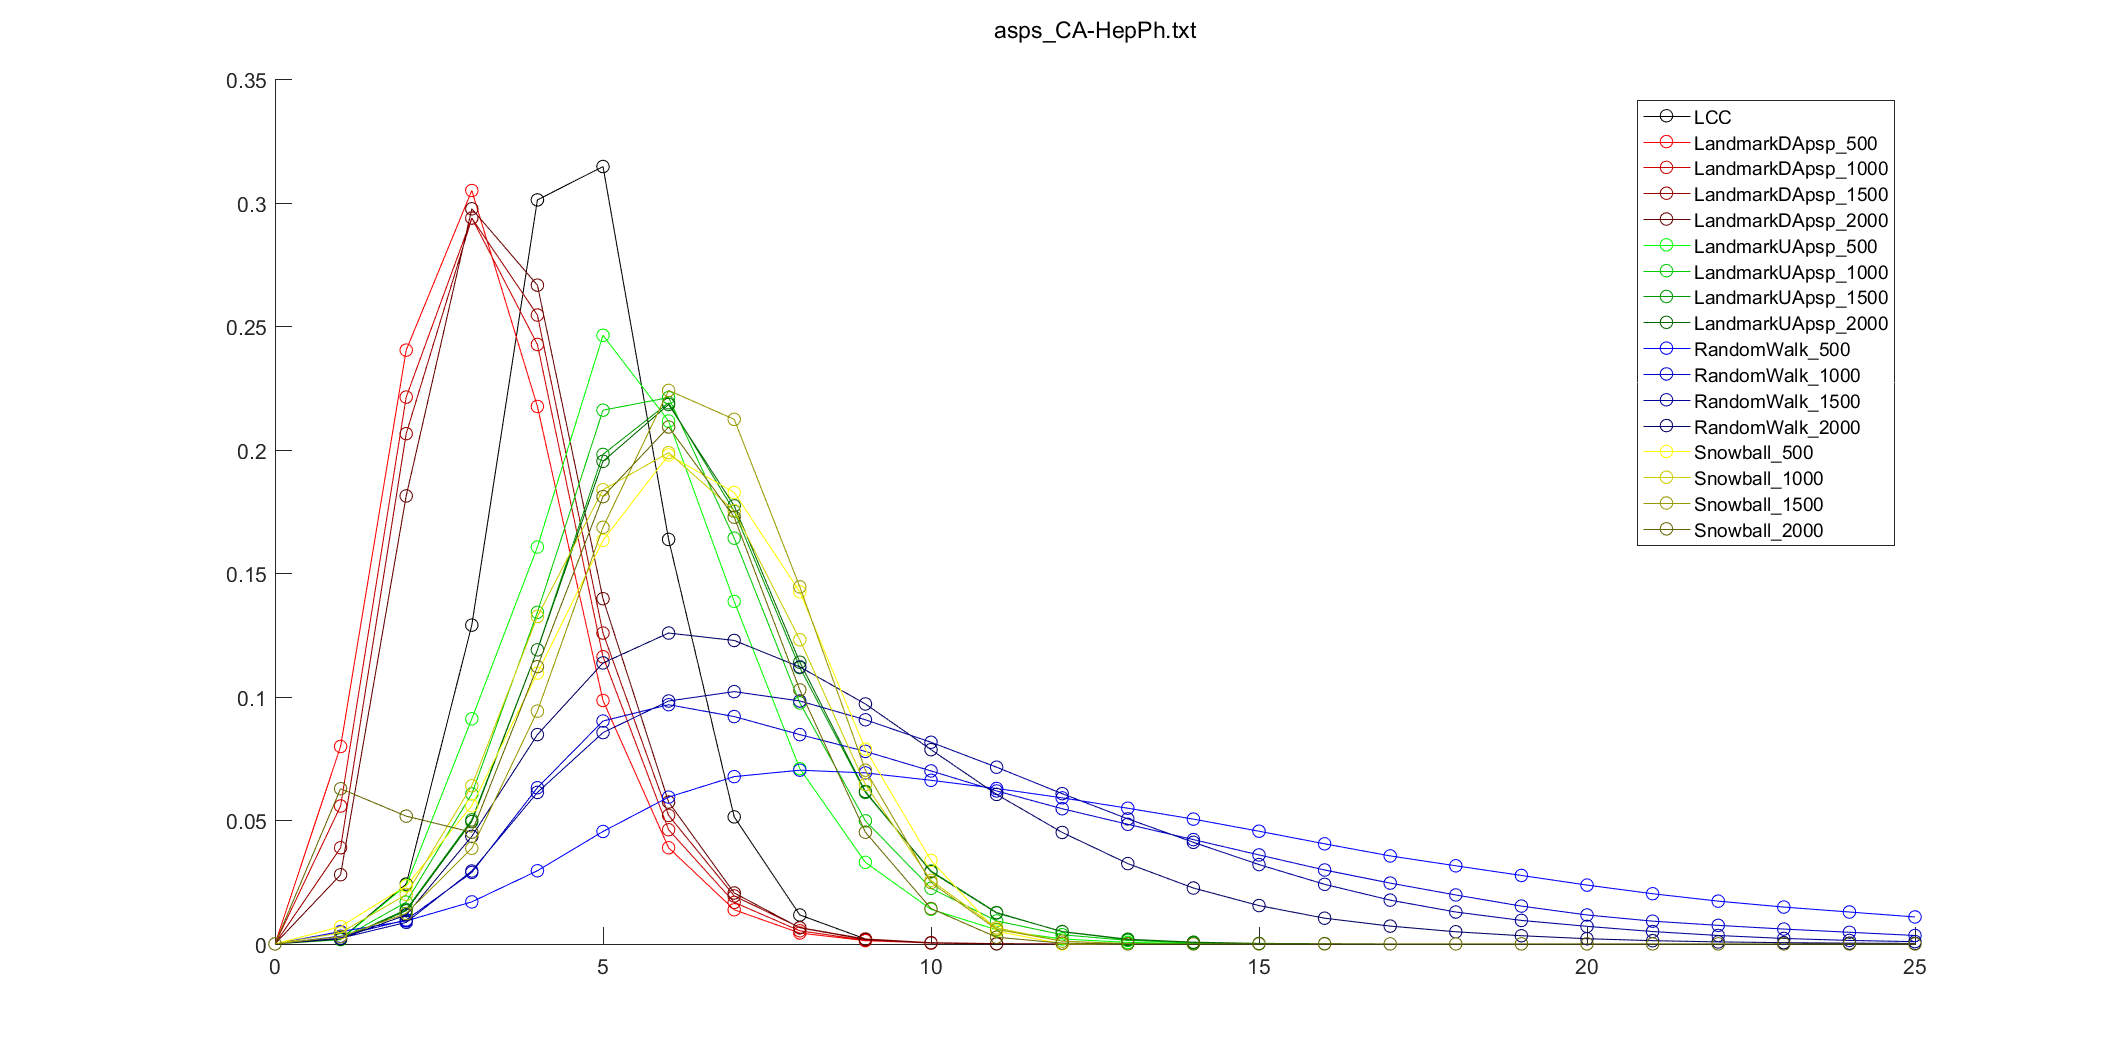 asps_CA-HepPh.txt
0.35
0.3
0.25
0.2
0.15
0.1
0.05
0
0 5 10 15 20 25
LCC
LandmarkDApsp_500
LandmarkDApsp_1000
LandmarkDApsp_1500
LandmarkDApsp_2000
LandmarkUApsp_500
LandmarkUApsp_1000
LandmarkUApsp_1500
LandmarkUApsp_2000
RandomWalk_500
RandomWalk_1000
RandomWalk_1500
RandomWalk_2000
Snowball_500
Snowball_1000
Snowball_1500
Snowball_2000